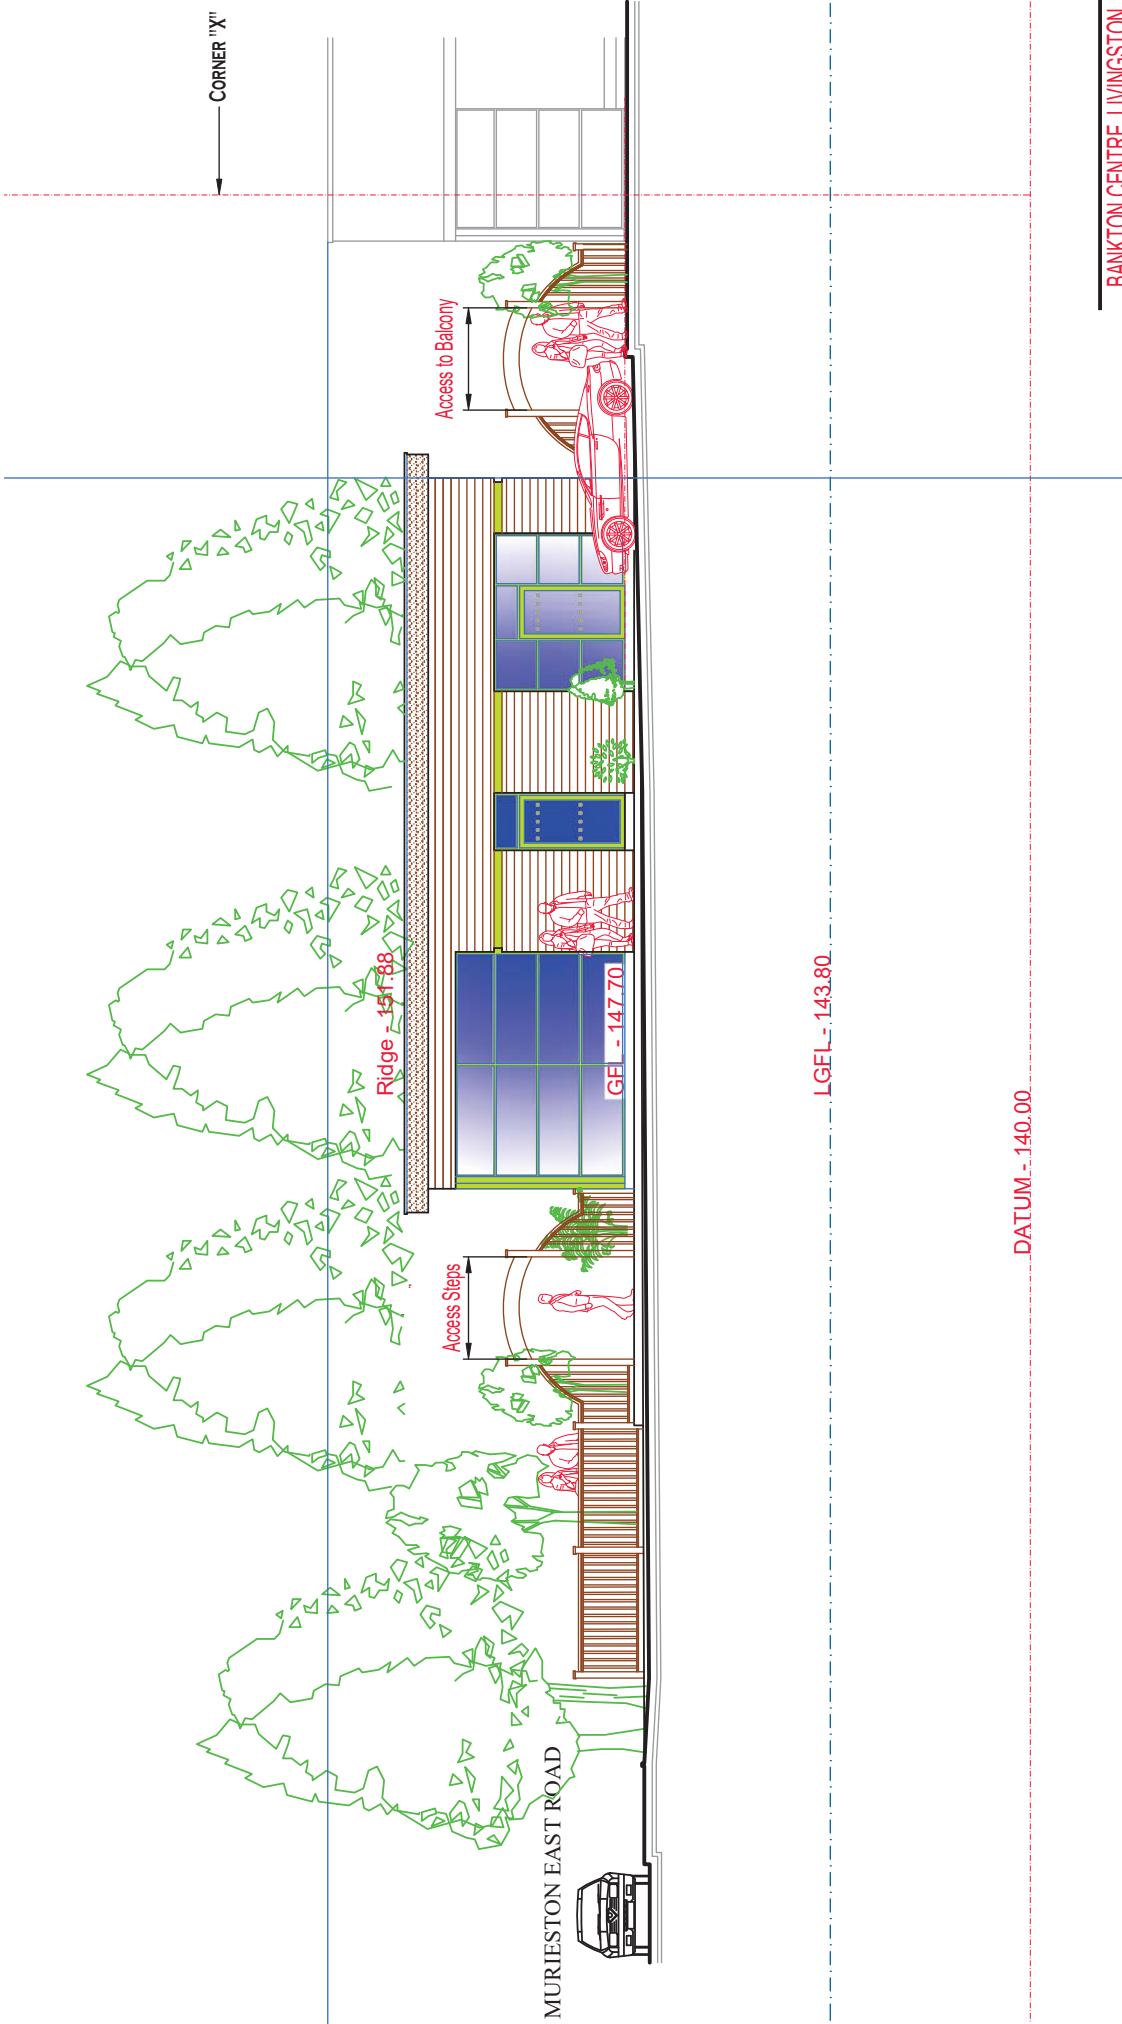 CORNER "X"
Access to Balcony
Ridge - 151.88
GFL - 147.70
Access Steps
MURIESTON EAST ROAD
LGFL - 143.80
DATUM - 140.00
BANKTON CENTRE, LIVINGSTON